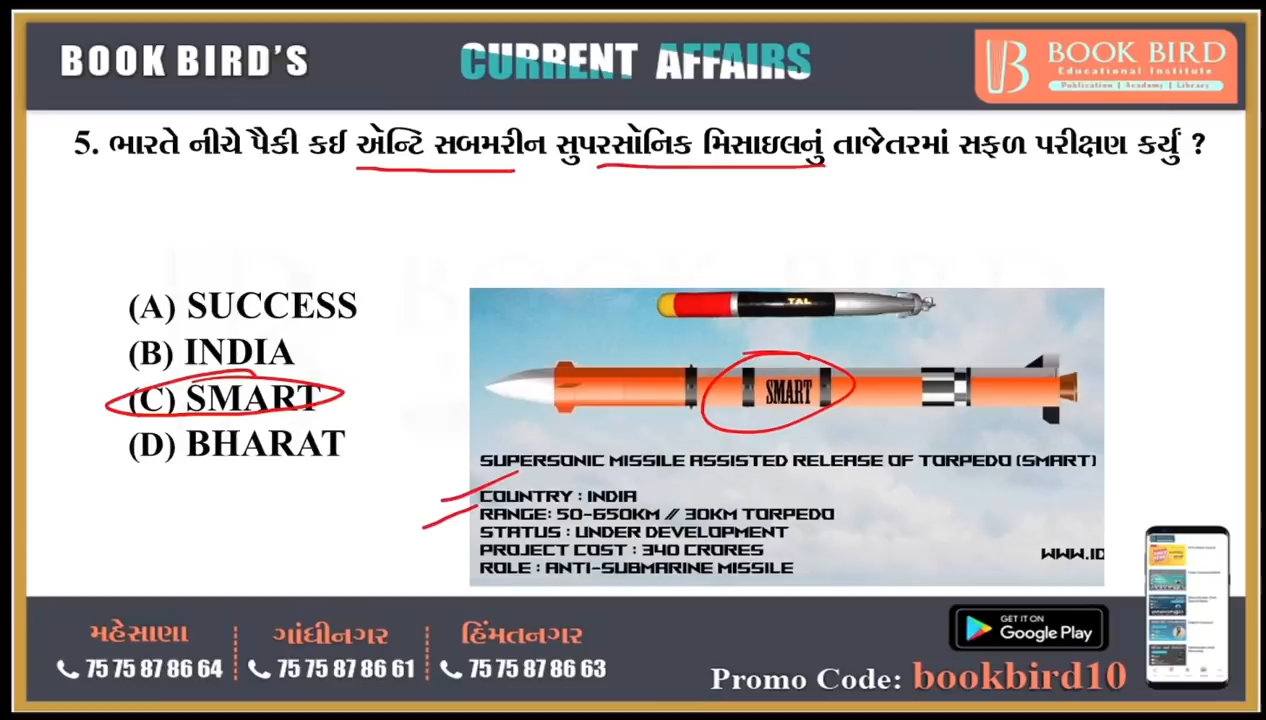 BOOK BIRD'S
CURRENT AFFAIRS
BOOK BIRD
Educational Institute
Publication | Academy | Library
5. ભારતે નીચે પૈકી કઈ એન્ટિ સબમરીન સુપરસૉનિક મિસાઇલનું તાજેતરમાં સફળ પરીક્ષણ કર્યું ?
(A) SUCCESS
(B) INDIA
(C) SMART
(D) BHARAT
TAL
SMART
SUPERSONIC MISSILE ASSISTED RELEASE OF TORPEDO (SMART)
COUNTRY : INDIA
RANGE: 50-650KM // 30KM TORPEDO
STATUS : UNDER DEVELOPMENT
PROJECT COST : 340 CRORES
ROLE : ANTI-SUBMARINE MISSILE
WWW.ID
મહેસાણા
75 75 87 86 64
ગાંધીનગર
75 75 87 86 61
હિંમતનગર
75 75 87 86 63
GET IT ON
Google Play
Promo Code: bookbird10